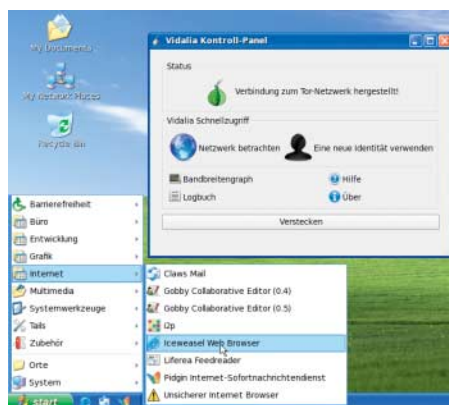 My Documents
My Network Places
Recycle Bin
Vidalia Kontroll-Panel
Status
Verbindung zum Tor-Netzwerk hergestellt!
Vidalia Schnellzugriff
Netzwerk betrachten
Eine neue Identität verwenden
Bandbreitengraph
Hilfe
Logbuch
Über
Verstecken
Barrierefreiheit
Büro
Entwicklung
Grafik
Internet
Multimedia
Systemwerkzeuge
Tails
Zubehör
Orte
System
Claws Mail
Gobby Collaborative Editor (0.4)
Gobby Collaborative Editor (0.5)
i2p
Iceweasel Web Browser
Liferea Feedreader
Pidgin Internet-Sofortnachrichtendienst
Unsicherer Internet Browser
start